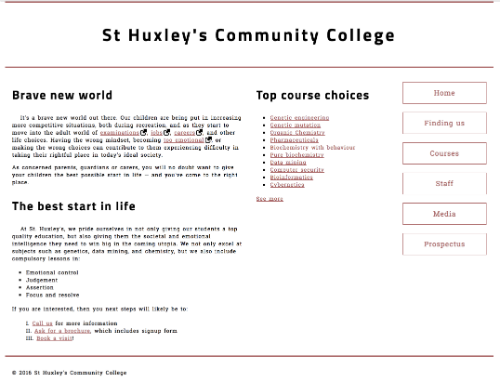 St Huxley's Community College
Brave new world
It's a brave new world out there. Our children are being put in increasing
more competitive situations, both during recreation, and as they start to
move into the adult world of examinations, jobs, careers, and other
life choices. Having the wrong mindset, becoming too emotional, or
making the wrong choices can contribute to them experiencing difficulty in
taking their rightful place in today's ideal society.
As concerned parents, guardians or carers, you will no doubt want to give
your children the best possible start in life – and you've come to the right
place.
The best start in life
At St. Huxley's, we pride ourselves in not only giving our students a top
quality education, but also giving them the societal and emotional
intelligence they need to win big in the coming utopia. We not only excel at
subjects such as genetics, data mining, and chemistry, but we also include
compulsory lessons in:
Emotional control
Judgement
Assertion
Focus and resolve
If you are interested, then you next steps will likely be to:
I. Call us for more information
II. Ask for a brochure, which includes signup form
III. Book a visit!
Top course choices
Genetic engineering
Genetic mutation
Organic Chemistry
Pharmaceuticals
Biochemistry with behaviour
Pure biochemistry
Data mining
Computer security
Bioinformatics
Cybernetics
See more
Home
Finding us
Courses
Staff
Media
Prospectus
© 2016 St Huxley's Community College